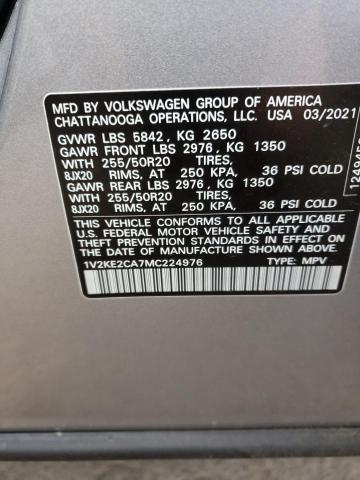 MFD BY VOLKSWAGEN GROUP OF AMERICA
CHATTANOOGA OPERATIONS, LLC. USA 03/2021
GVWR LBS 5842, KG 2650
GAWR FRONT LBS 2976, KG 1350
WITH 255/50R20 TIRES,
8JX20 RIMS, AT 250 KPA, 36 PSI COLD
GAWR REAR LBS 2976, KG 1350
WITH 255/50R20 TIRES,
8JX20 RIMS, AT 250 KPA, 36 PSI COLD
THIS VEHICLE CONFORMS TO ALL APPLICABLE
U.S. FEDERAL MOTOR VEHICLE SAFETY AND
THEFT PREVENTION STANDARDS IN EFFECT ON THE
DATE OF MANUFACTURE SHOWN ABOVE.
1V2KE2CA7MC224976 TYPE: MPV